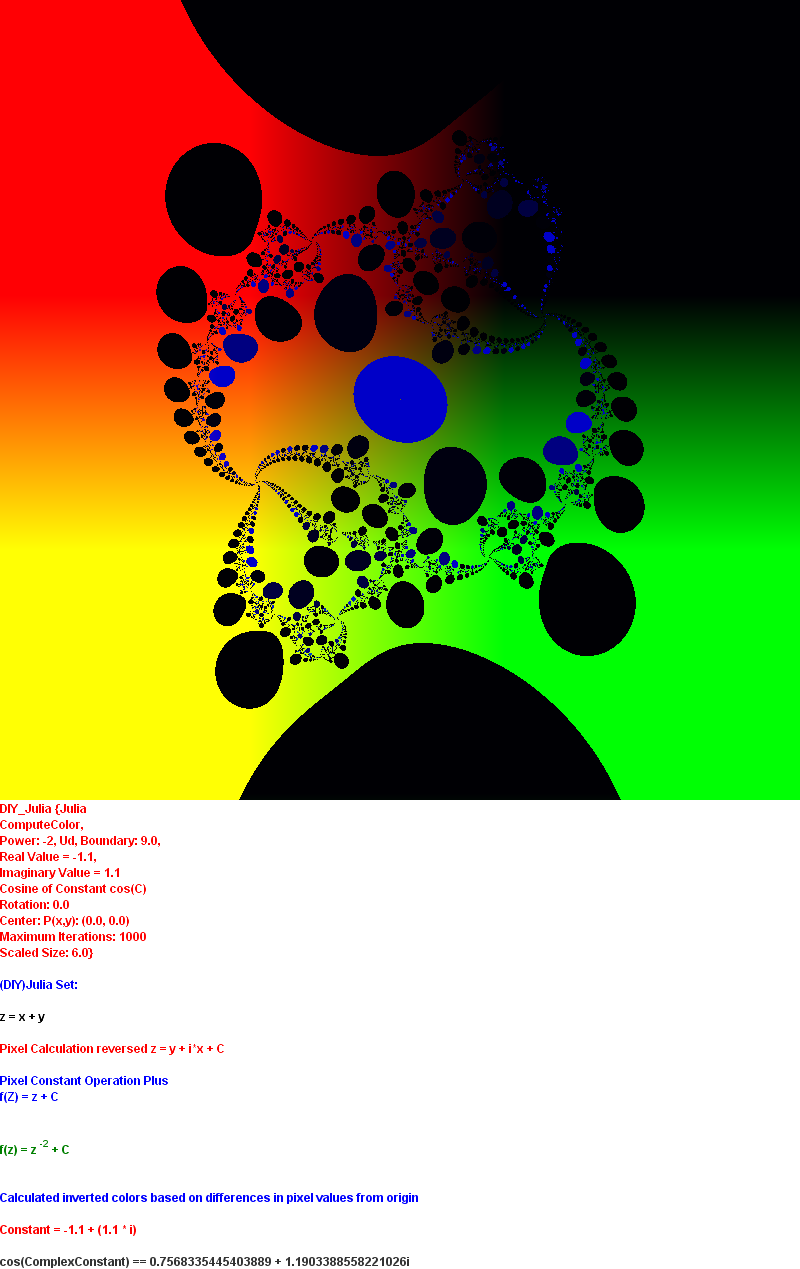 DIY_Julia {Julia
ComputeColor,
Power: -2, Ud, Boundary: 9.0,
Real Value = -1.1,
Imaginary Value = 1.1
Cosine of Constant cos(C)
Rotation: 0.0
Center: P(x,y): (0.0, 0.0)
Maximum Iterations: 1000
Scaled Size: 6.0}
(DIY)Julia Set:
z = x + y
Pixel Calculation reversed z = y + i*x + C
Pixel Constant Operation Plus
f(Z) = z + C
f(z) = z -2 + C
Calculated inverted colors based on differences in pixel values from origin
Constant = -1.1 + (1.1 * i)
cos(ComplexConstant) == 0.7568335445403889 + 1.1903388558221026i